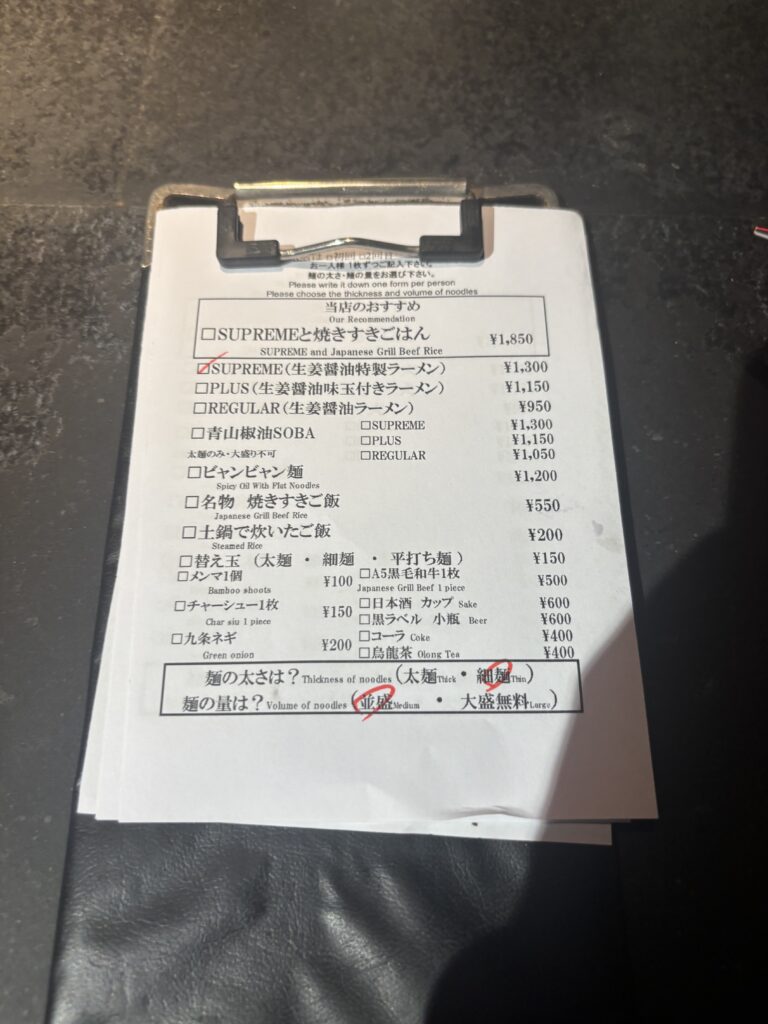 お一人様 1枚ずつご記入下さい。
麺の太さ・麺の量をお選び下さい。
Please write it down one form per person
Please choose the thickness and volume of noodles
当店のおすすめ
Our Recommendation
□SUPREMEと焼きすきごはん ¥1,850
SUPREME and Japanese Grill Beef Rice
□SUPREME(生姜醤油特製ラーメン) ¥1,300
□PLUS(生姜醤油味玉付きラーメン) ¥1,150
□REGULAR(生姜醤油ラーメン) ¥950
□青山椒油SOBA □SUPREME ¥1,300
□PLUS ¥1,150
太麺のみ・大盛り不可 □REGULAR ¥1,050
□ビャンビャン麺 ¥1,200
Spicy Oil With Flat Noodles
□名物 焼きすきご飯 ¥550
Japanese Grill Beef Rice
□土鍋で炊いたご飯 ¥200
Steamed Rice
□替え玉 (太麺 ・ 細麺 ・ 平打ち麺 ) ¥150
□メンマ1個 ¥100 □A5黒毛和牛1枚 ¥500
Bamboo shoots Japanese Grill Beef 1 piece
□チャーシュー1枚 ¥150 □日本酒 カップ Sake ¥600
Char siu 1 piece □黒ラベル 小瓶 Beer ¥600
□九条ネギ ¥200 □コーラ Coke ¥400
Green onion □烏龍茶 Olong Tea ¥400
麺の太さは?Thickness of noodles(太麺Thick・細麺Thin)
麺の量は?Volume of noodles(並盛Medium ・ 大盛無料Large)